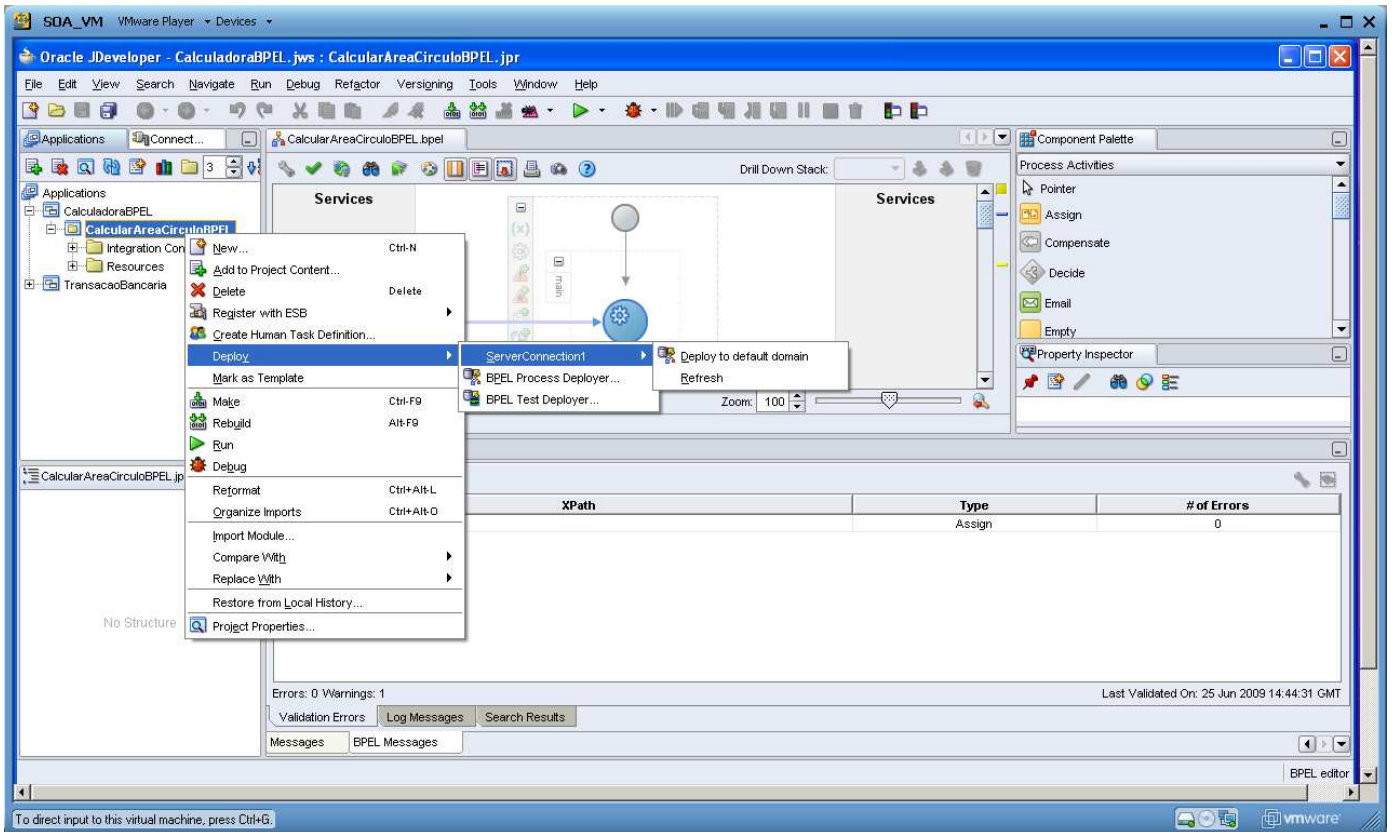 SOA_VM VMware Player Devices
Oracle JDeveloper - CalculadoraBPEL.jws : CalcularAreaCirculoBPEL.jpr
File Edit View Search Navigate Run Debug Refactor Versioning Tools Window Help
Applications Connect... CalcularAreaCirculoBPEL.bpel Component Palette
3 Drill Down Stack: Process Activities
Applications
CalculadoraBPEL
CalcularAreaCirculoBPEL
Integration Con
Resources
TransacaoBancaria
Services Services
main
New... Ctrl-N
Add to Project Content...
Delete Delete
Register with ESB
Create Human Task Definition...
Deploy
Mark as Template
Make Ctrl-F9
Rebuild Alt-F9
Run
Debug
Reformat Ctrl+Alt-L
Organize Imports Ctrl+Alt-O
Import Module...
Compare With
Replace With
Restore from Local History...
Project Properties...
ServerConnection1
BPEL Process Deployer...
BPEL Test Deployer...
Deploy to default domain
Refresh
Zoom: 100
Pointer
Assign
Compensate
Decide
Email
Empty
Property Inspector
CalcularAreaCirculoBPEL.jp
No Structure
XPath Type # of Errors
Assign 0
Errors: 0 Warnings: 1 Last Validated On: 25 Jun 2009 14:44:31 GMT
Validation Errors Log Messages Search Results
Messages BPEL Messages
BPEL editor
To direct input to this virtual machine, press Ctrl+G. vmware